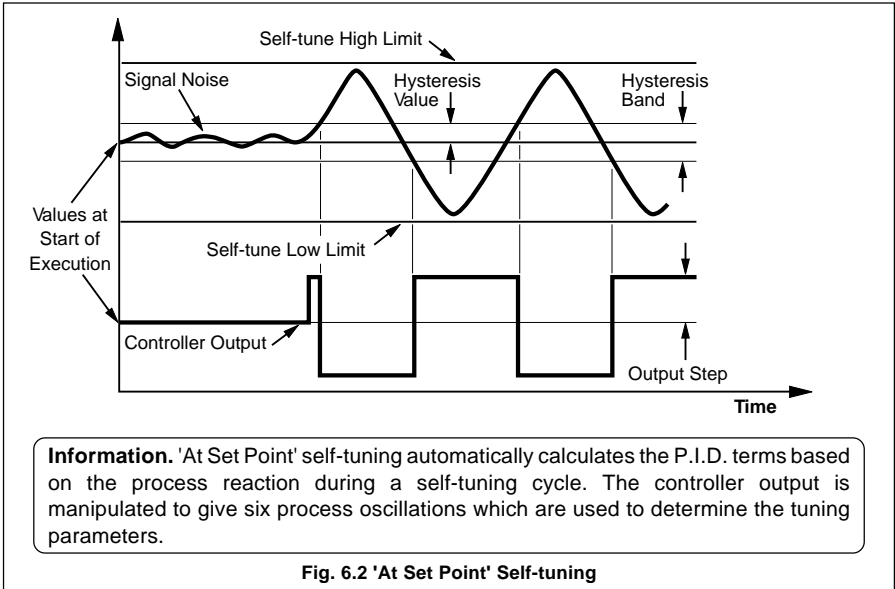 Self-tune High Limit
Signal Noise
Hysteresis
Value
Hysteresis
Band
Values at
Start of
Execution
Self-tune Low Limit
Controller Output
Output Step
Time
Information. 'At Set Point' self-tuning automatically calculates the P.I.D. terms based
on the process reaction during a self-tuning cycle. The controller output is
manipulated to give six process oscillations which are used to determine the tuning
parameters.
Fig. 6.2 'At Set Point' Self-tuning